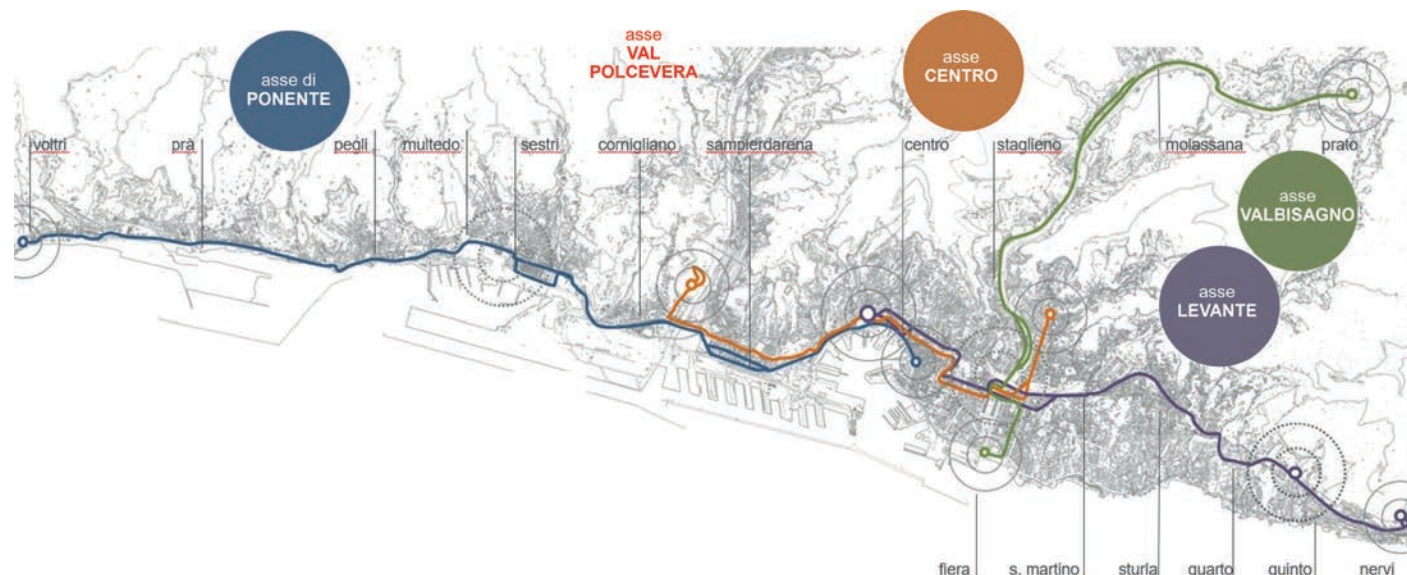 asse di
PONENTE
asse
VAL
POLCEVERA
asse
CENTRO
voltri
prà
pegli
multedo
sestri
cornigliano
sampierdarena
centro
staglieno
molassana
prato
asse
VALBISAGNO
asse
LEVANTE
fiera
s. martino
sturla
quarto
quinto
nervi